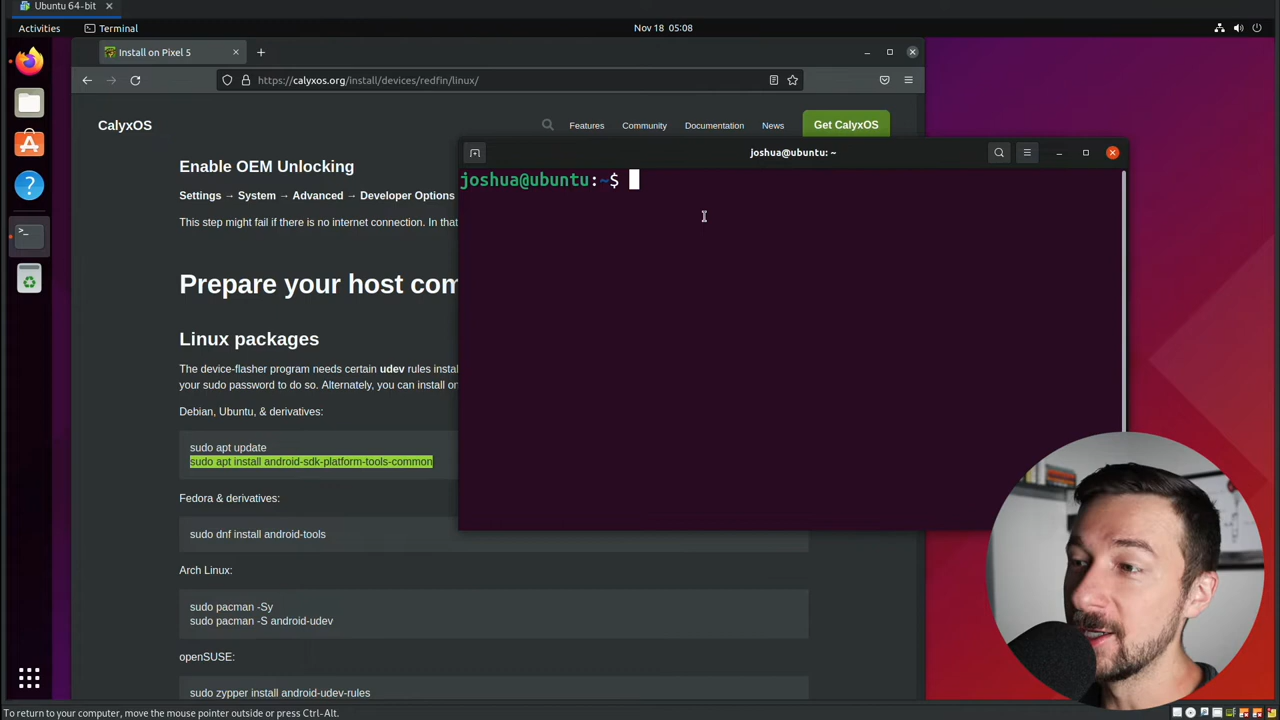 Ubuntu 64-bit
Activities
Terminal
Nov 18 05:08
Install on Pixel 5
https://calyxos.org/install/devices/redfin/linux/
CalyxOS
Features
Community
Documentation
News
Get CalyxOS
Enable OEM Unlocking
Settings → System → Advanced → Developer Options
This step might fail if there is no internet connection. In that
Prepare your host com
Linux packages
The device-flasher program needs certain udev rules instal
your sudo password to do so. Alternately, you can install on
Debian, Ubuntu, & derivatives:
sudo apt update
sudo apt install android-sdk-platform-tools-common
Fedora & derivatives:
sudo dnf install android-tools
Arch Linux:
sudo pacman -Sy
sudo pacman -S android-udev
openSUSE:
sudo zypper install android-udev-rules
joshua@ubuntu: ~
joshua@ubuntu:~$
To return to your computer, move the mouse pointer outside or press Ctrl-Alt.